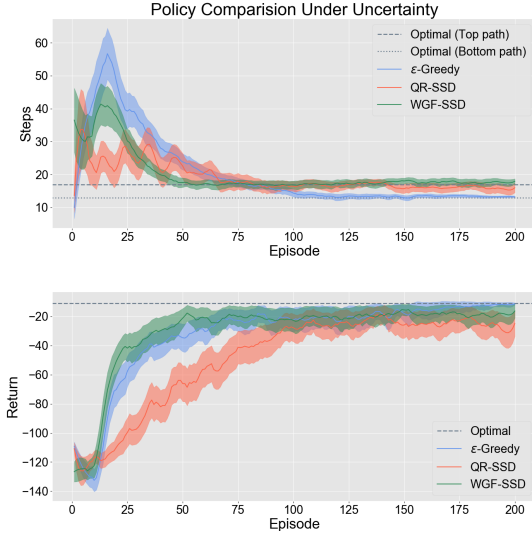 Policy Comparision Under Uncertainty
60
50
40
30
20
10
Steps
Optimal (Top path)
Optimal (Bottom path)
ε-Greedy
QR-SSD
WGF-SSD
0 25 50 75 100 125 150 175 200
Episode
−20
−40
−60
−80
−100
−120
−140
Return
Optimal
ε-Greedy
QR-SSD
WGF-SSD
0 25 50 75 100 125 150 175 200
Episode